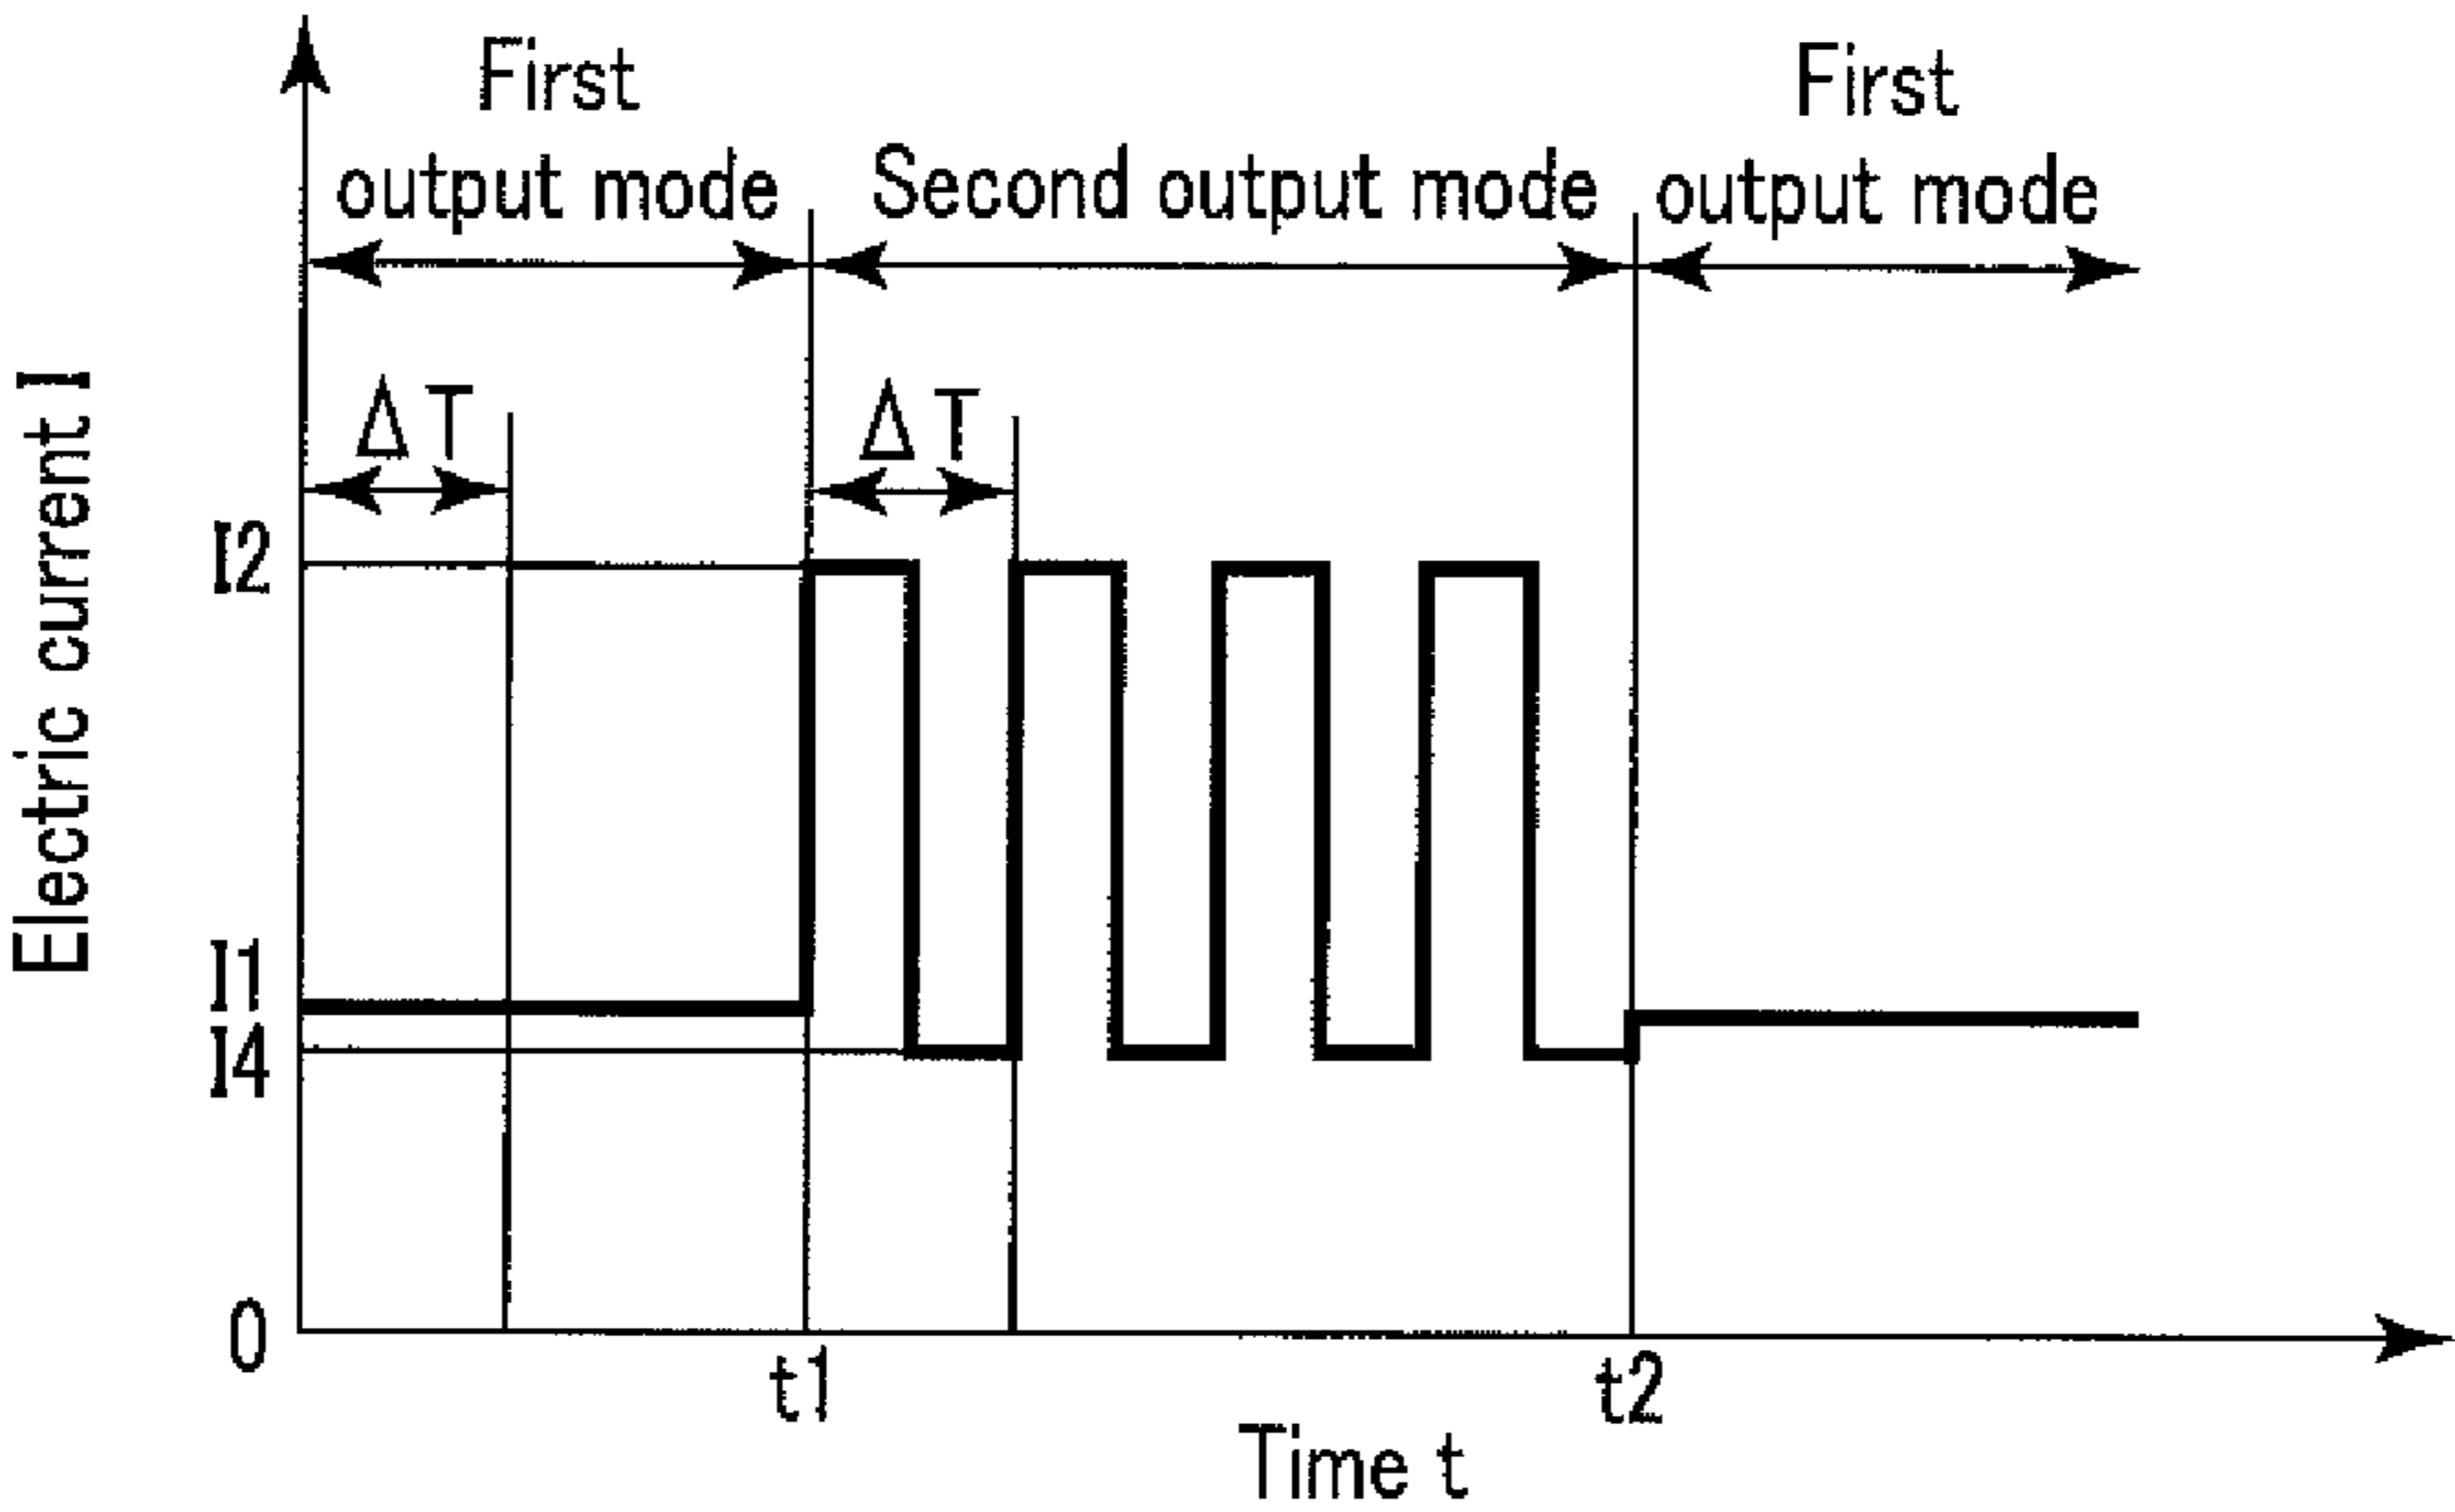 First
output mode
Second output mode
First
output mode
ΔT
ΔT
Electric current I
I2
I1
I4
0
t1
t2
Time t